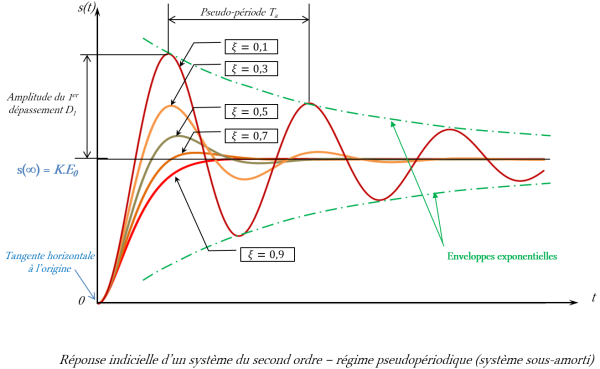 s(t)
Pseudo-période Tₐ
ξ = 0,1
ξ = 0,3
Amplitude du 1er
dépassement D₁
ξ = 0,5
ξ = 0,7
s(∞) = K.E₀
ξ = 0,9
Enveloppes exponentielles
Tangente horizontale
à l'origine
0
t
Réponse indicielle d'un système du second ordre – régime pseudopériodique (système sous-amorti)